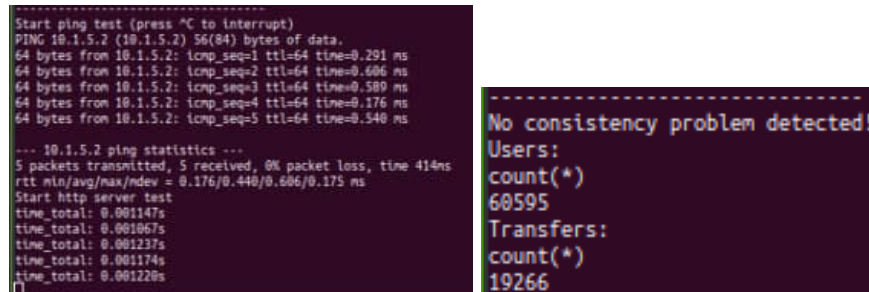 Start ping test (press ^C to interrupt)
PING 10.1.5.2 (10.1.5.2) 56(84) bytes of data.
64 bytes from 10.1.5.2: icmp_seq=1 ttl=64 time=0.291 ms
64 bytes from 10.1.5.2: icmp_seq=2 ttl=64 time=0.606 ms
64 bytes from 10.1.5.2: icmp_seq=3 ttl=64 time=0.589 ms
64 bytes from 10.1.5.2: icmp_seq=4 ttl=64 time=0.176 ms
64 bytes from 10.1.5.2: icmp_seq=5 ttl=64 time=0.540 ms
--- 10.1.5.2 ping statistics ---
5 packets transmitted, 5 received, 0% packet loss, time 414ms
rtt min/avg/max/mdev = 0.176/0.440/0.606/0.175 ms
Start http server test
time_total: 0.001147s
time_total: 0.001067s
time_total: 0.001237s
time_total: 0.001174s
time_total: 0.001220s
-------------------------------
No consistency problem detected!
Users:
count(*)
60595
Transfers:
count(*)
19266